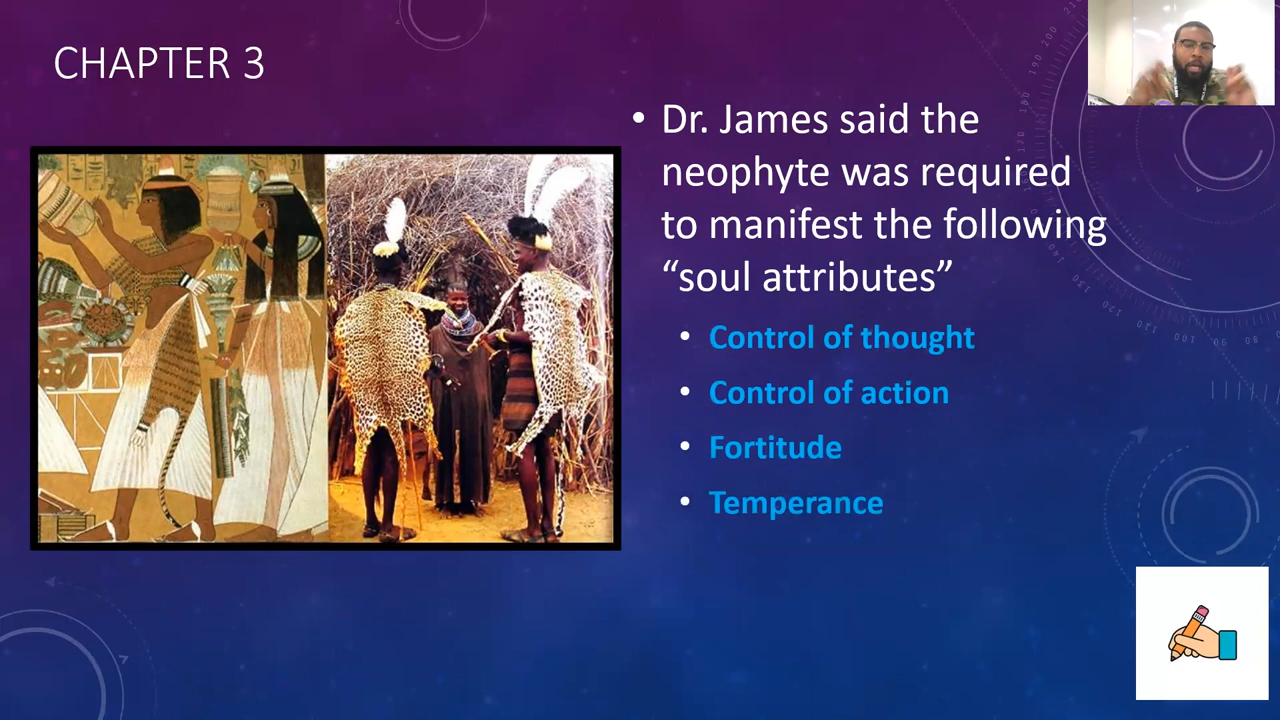 CHAPTER 3
• Dr. James said the
neophyte was required
to manifest the following
“soul attributes”
• Control of thought
• Control of action
• Fortitude
• Temperance